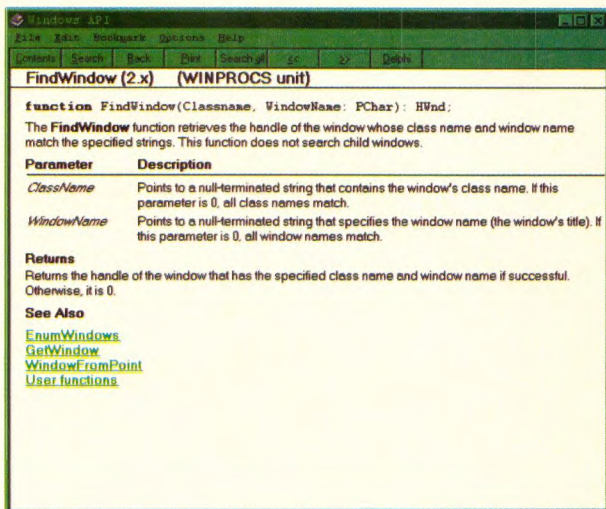 Windows API
File Edit Bookmark Options Help
Contents Search Back Print Search all << >> Delphi
FindWindow (2.x) (WINPROCS unit)
function FindWindow(Classname, WindowName: PChar): HWnd;
The FindWindow function retrieves the handle of the window whose class name and window name
match the specified strings. This function does not search child windows.
Parameter Description
ClassName Points to a null-terminated string that contains the window's class name. If this
parameter is 0, all class names match.
WindowName Points to a null-terminated string that specifies the window name (the window's title). If
this parameter is 0, all window names match.
Returns
Returns the handle of the window that has the specified class name and window name if successful.
Otherwise, it is 0.
See Also
EnumWindows
GetWindow
WindowFromPoint
User functions